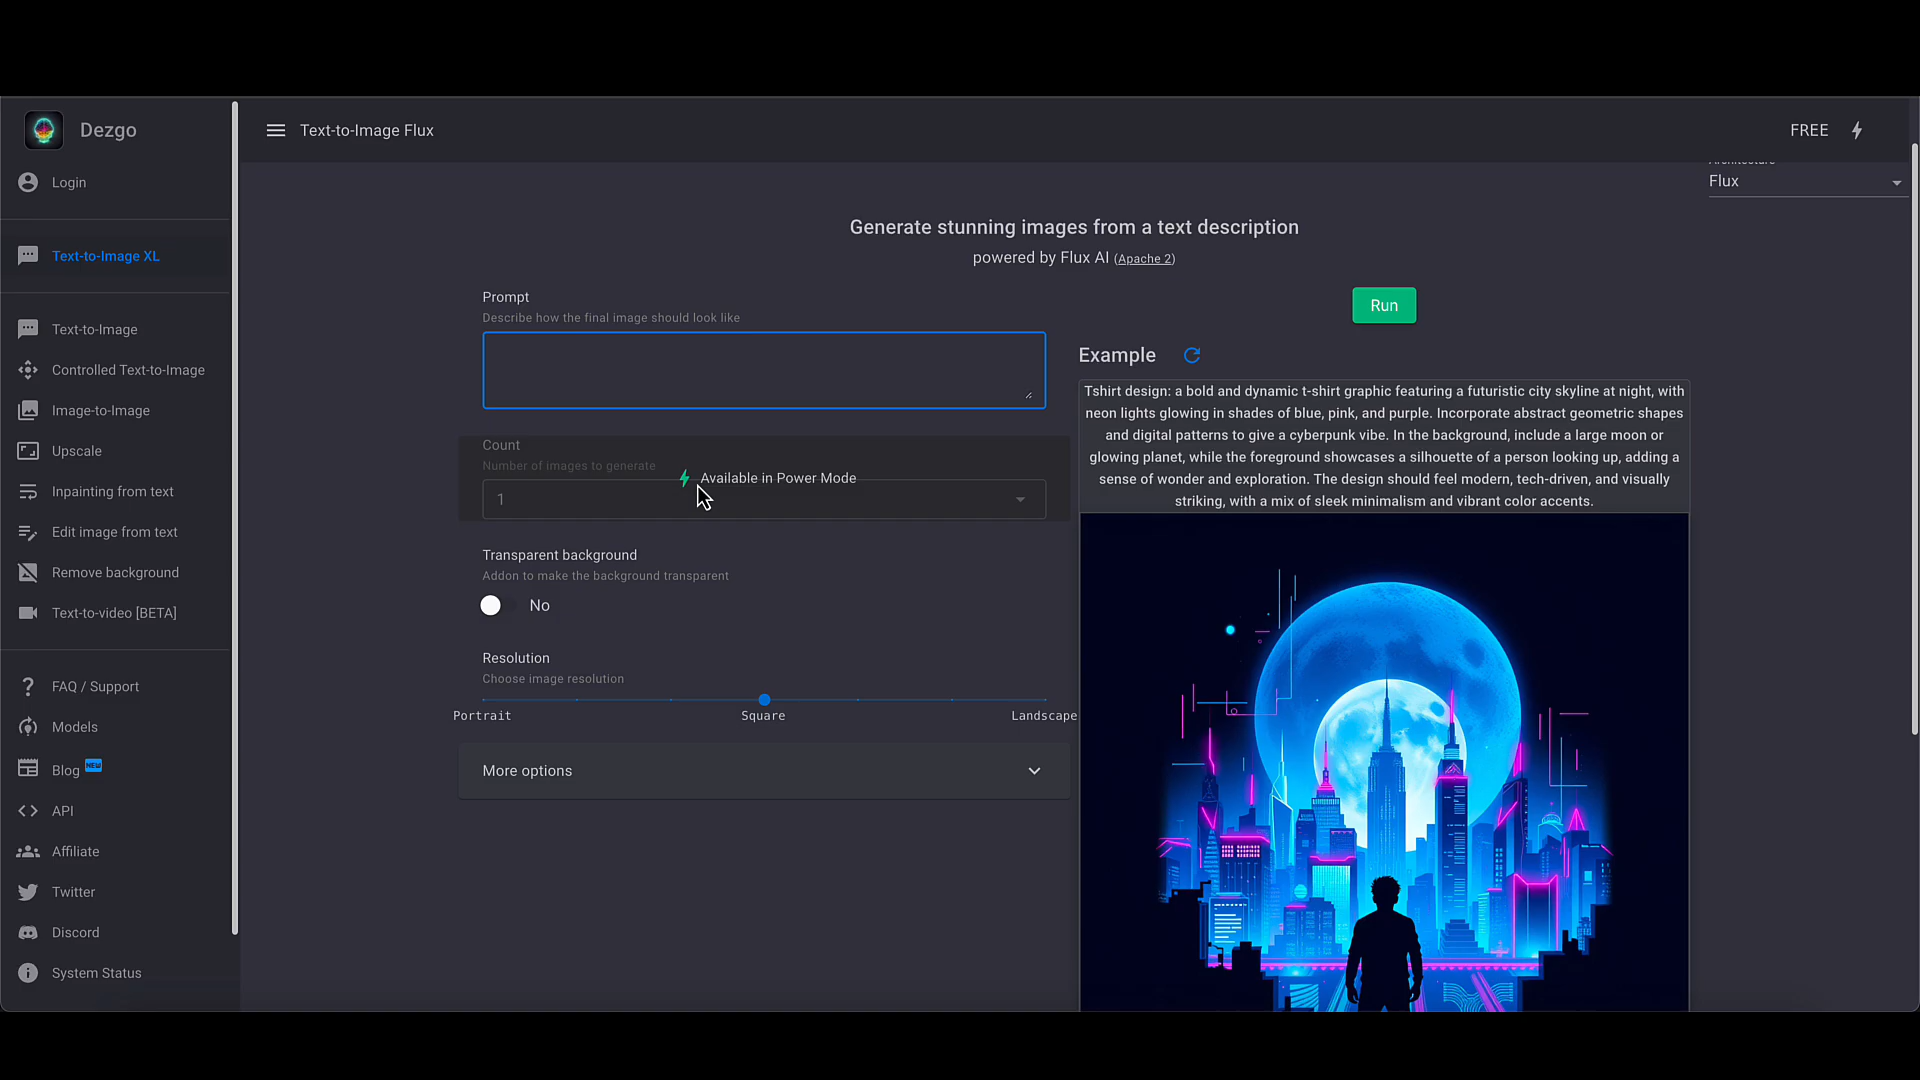 Dezgo
Login
Text-to-Image XL
Text-to-Image
Controlled Text-to-Image
Image-to-Image
Upscale
Inpainting from text
Edit image from text
Remove background
Text-to-video [BETA]
FAQ / Support
Models
Blog NEW
API
Affiliate
Twitter
Discord
System Status
Text-to-Image Flux
FREE
Architecture
Flux
Generate stunning images from a text description
powered by Flux AI (Apache 2)
Prompt
Describe how the final image should look like
Count
Number of images to generate
Available in Power Mode
1
Transparent background
Addon to make the background transparent
No
Resolution
Choose image resolution
Portrait
Square
Landscape
More options
Run
Example
Tshirt design: a bold and dynamic t-shirt graphic featuring a futuristic city skyline at night, with
neon lights glowing in shades of blue, pink, and purple. Incorporate abstract geometric shapes
and digital patterns to give a cyberpunk vibe. In the background, include a large moon or
glowing planet, while the foreground showcases a silhouette of a person looking up, adding a
sense of wonder and exploration. The design should feel modern, tech-driven, and visually
striking, with a mix of sleek minimalism and vibrant color accents.